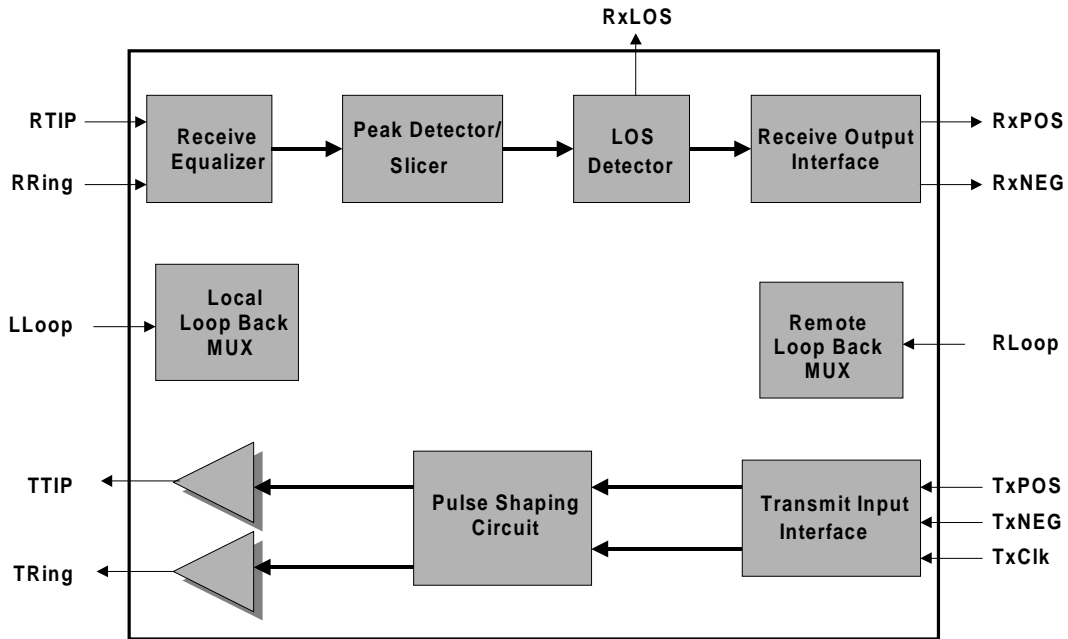 RxLOS
RTIP
RRing
Receive
Equalizer
Peak Detector/
Slicer
LOS
Detector
Receive Output
Interface
RxPOS
RxNEG
LLoop
Local
Loop Back
MUX
Remote
Loop Back
MUX
RLoop
TTIP
TRing
Pulse Shaping
Circuit
Transmit Input
Interface
TxPOS
TxNEG
TxClk